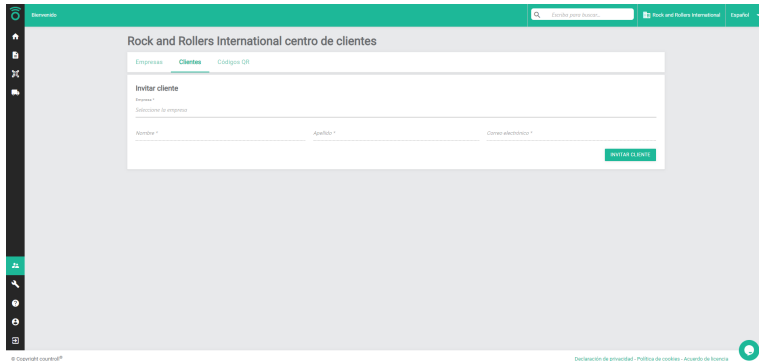 Bienvenido
Escriba para buscar...
Rock and Rollers International
Español
Rock and Rollers International centro de clientes
Empresas
Clientes
Códigos QR
Invitar cliente
Empresa *
Seleccione la empresa
Nombre *
Apellido *
Correo electrónico *
INVITAR CLIENTE
© Copyright countroll®
Declaración de privacidad - Política de cookies - Acuerdo de licencia